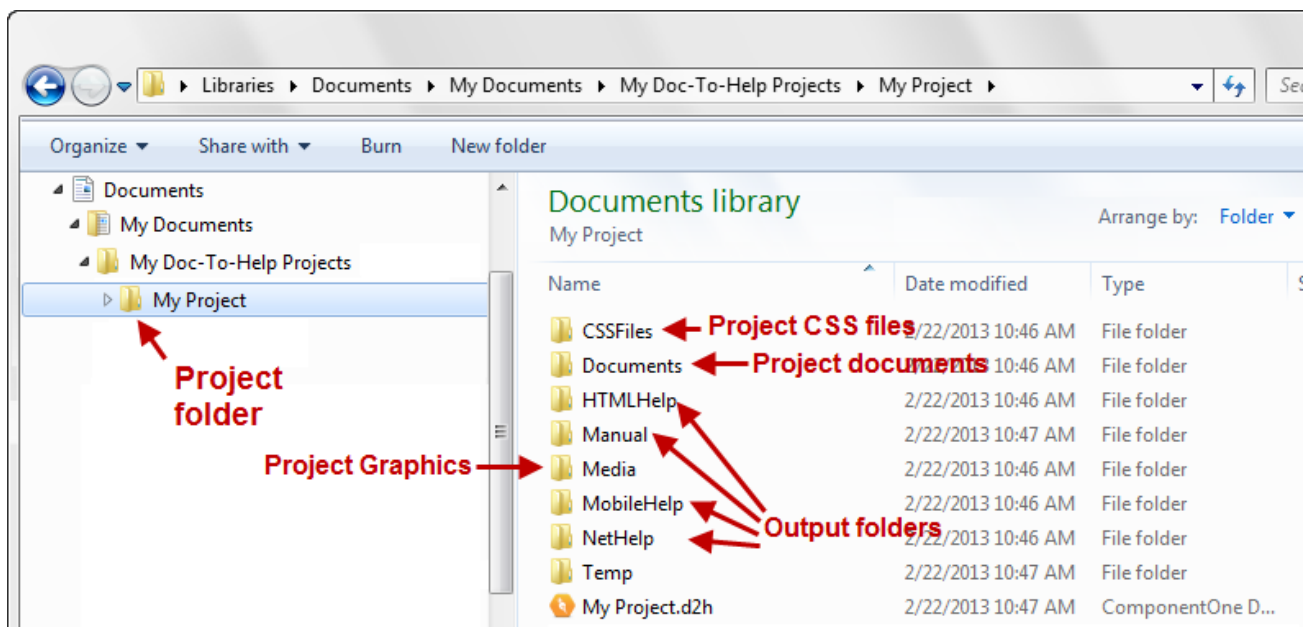 Libraries Documents My Documents My Doc-To-Help Projects My Project
Organize Share with Burn New folder
Documents
My Documents
My Doc-To-Help Projects
My Project
Project
folder
Project Graphics
Documents library
My Project
Arrange by: Folder
Name Date modified Type
CSSFiles Project CSS files 2/22/2013 10:46 AM File folder
Documents Project documents 10:46 AM File folder
HTMLHelp 2/22/2013 10:46 AM File folder
Manual 2/22/2013 10:47 AM File folder
Media 2/22/2013 10:46 AM File folder
MobileHelp 2/22/2013 10:46 AM File folder
Output folders
NetHelp 2/22/2013 10:46 AM File folder
Temp 2/22/2013 10:47 AM File folder
My Project.d2h 2/22/2013 10:47 AM ComponentOne D...